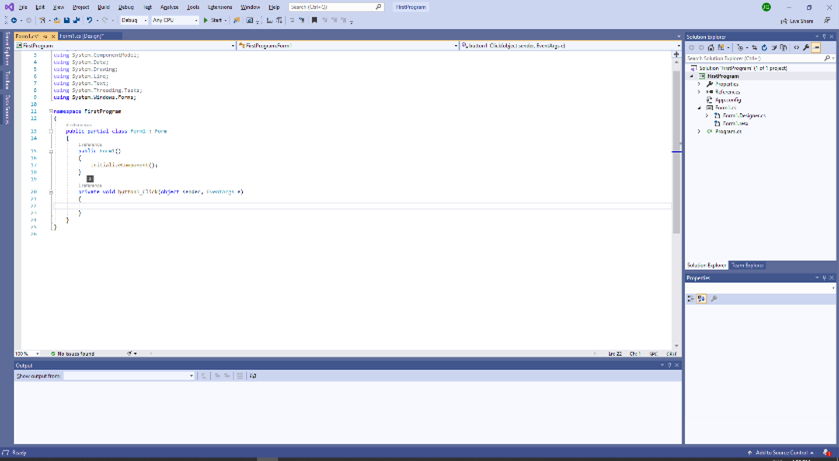 File Edit View Project Build Debug Test Analyze Tools Extensions Window Help Search (Ctrl+Q) FirstProgram
Debug Any CPU Start Live Share
Server Explorer
Toolbox
Data Sources
Form1.cs* Form1.cs [Design]*
FirstProgram FirstProgram.Form1 button1_Click(object sender, EventArgs e)
3 using System.ComponentModel;
4 using System.Data;
5 using System.Drawing;
6 using System.Linq;
7 using System.Text;
8 using System.Threading.Tasks;
9 using System.Windows.Forms;
10
11 namespace FirstProgram
12 {
13 public partial class Form1 : Form
14 {
1 reference
15 public Form1()
16 {
17 InitializeComponent();
18 }
19
1 reference
20 private void button1_Click(object sender, EventArgs e)
21 {
22
23 }
24 }
25 }
26
100 % No issues found Ln: 22 Ch: 1 SPC CRLF
Output
Show output from:
Solution Explorer
Search Solution Explorer (Ctrl+;)
Solution 'FirstProgram' (1 of 1 project)
FirstProgram
Properties
References
App.config
Form1.cs
Form1.Designer.cs
Form1.resx
Program.cs
Solution Explorer Team Explorer
Properties
Ready Add to Source Control